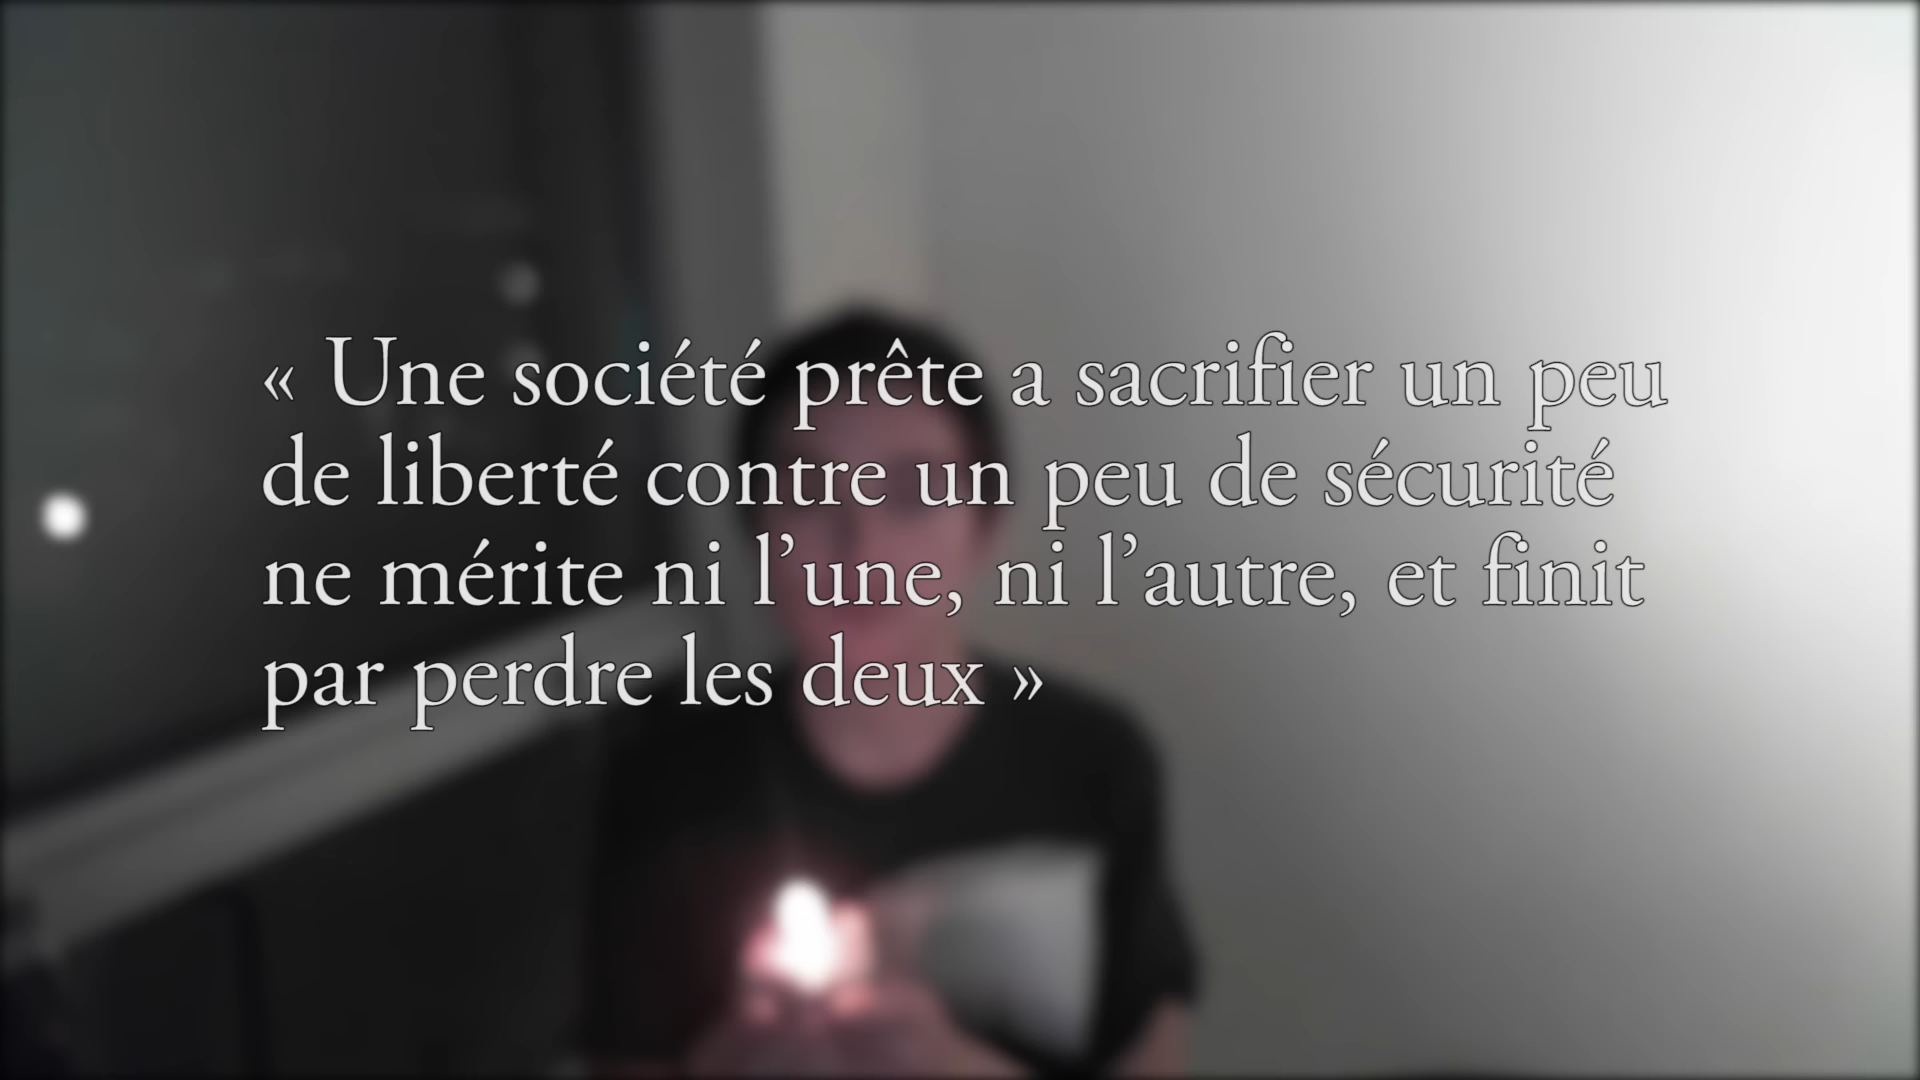 « Une société prête a sacrifier un peu
de liberté contre un peu de sécurité
ne mérite ni l’une, ni l’autre, et finit
par perdre les deux »